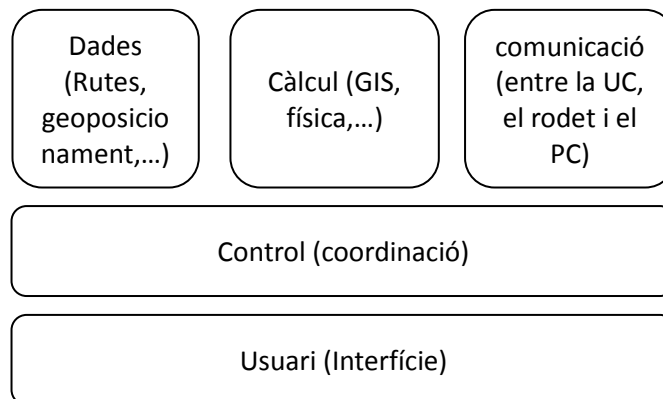 Dades
(Rutes,
geoposicio
nament,…)
Càlcul (GIS,
física,…)
comunicació
(entre la UC,
el rodet i el
PC)
Control (coordinació)
Usuari (Interfície)